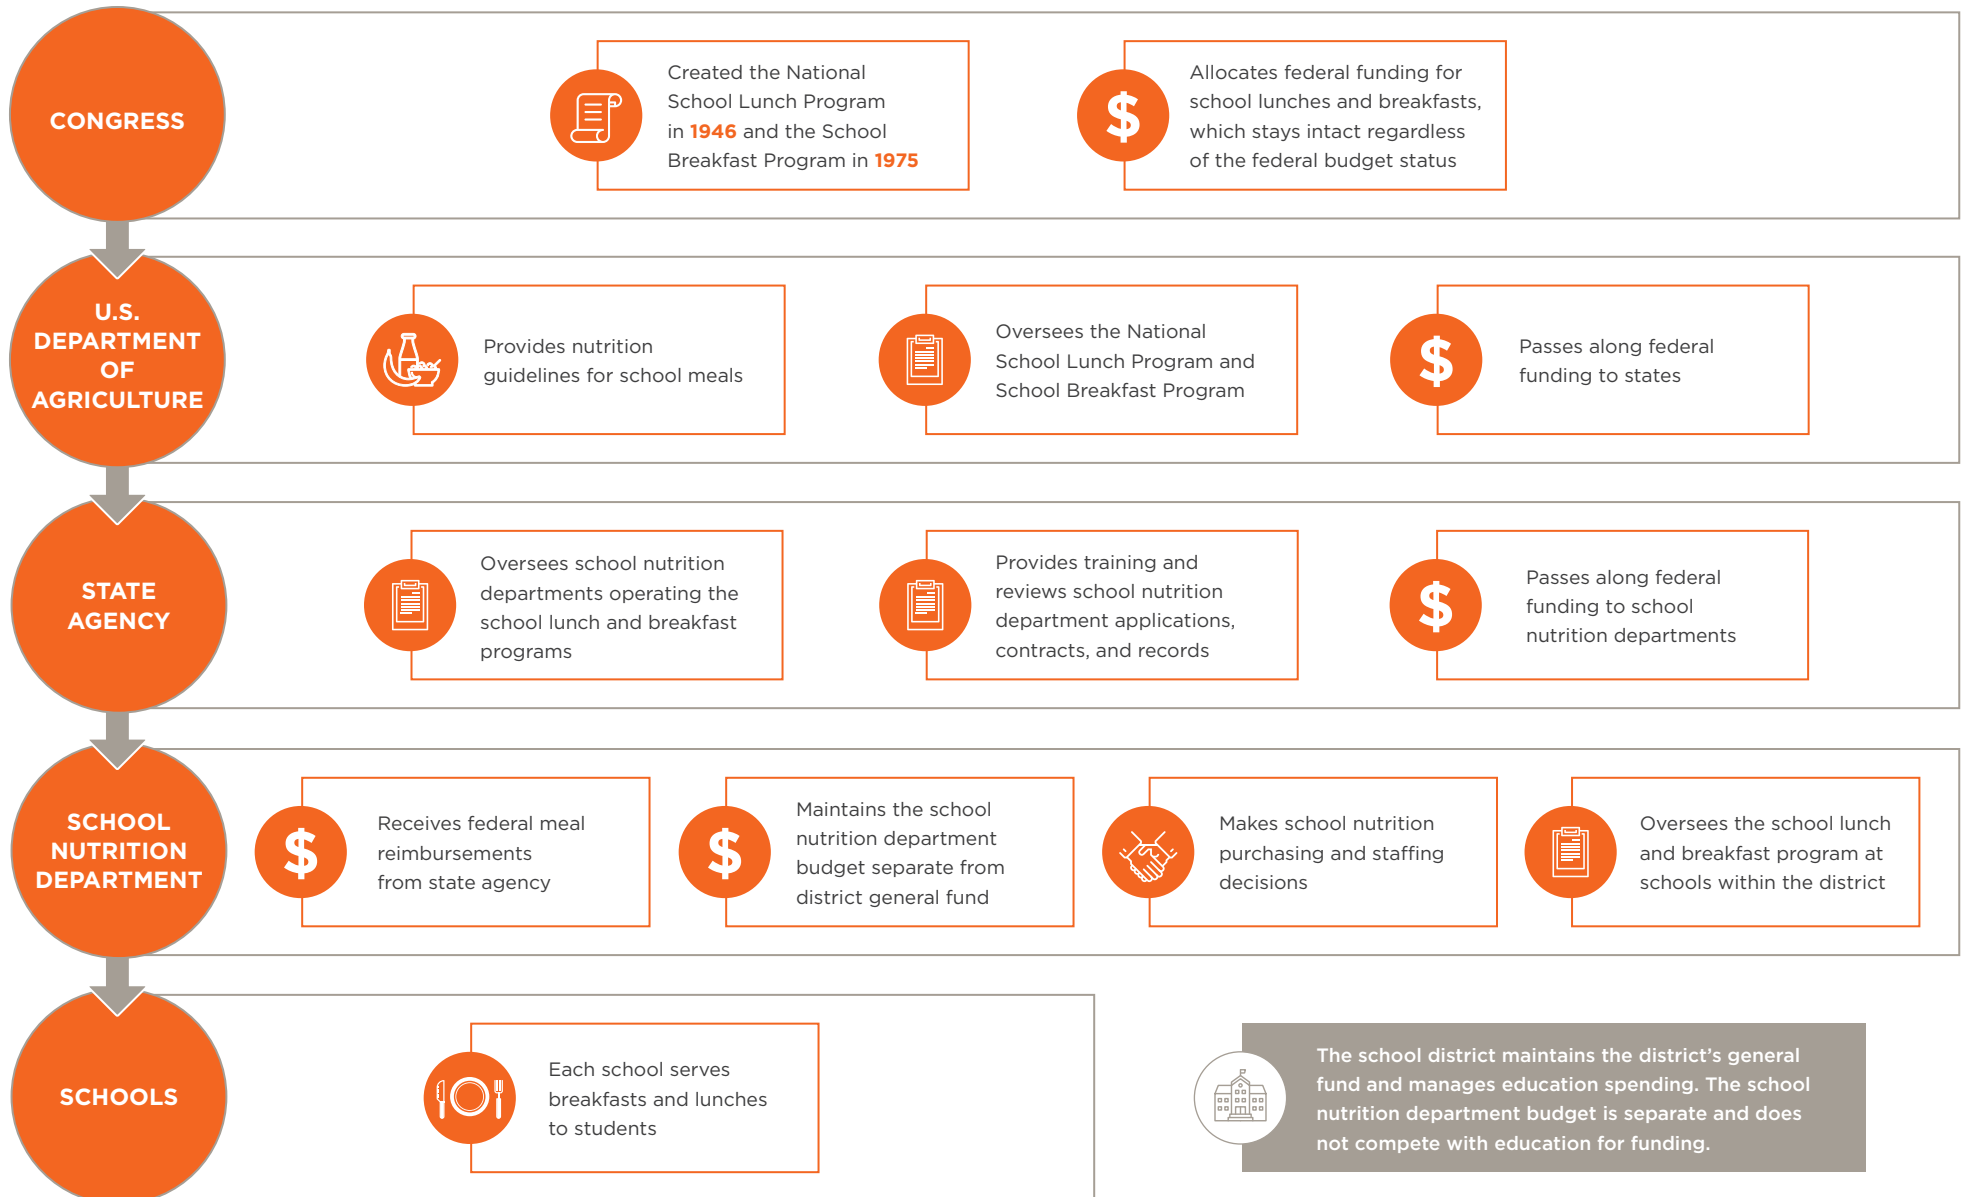 CONGRESS
Created the National
School Lunch Program
in 1946 and the School
Breakfast Program in 1975
$
Allocates federal funding for
school lunches and breakfasts,
which stays intact regardless
of the federal budget status
U.S.
DEPARTMENT
OF
AGRICULTURE
Provides nutrition
guidelines for school meals
Oversees the National
School Lunch Program and
School Breakfast Program
$
Passes along federal
funding to states
STATE
AGENCY
Oversees school nutrition
departments operating the
school lunch and breakfast
programs
Provides training and
reviews school nutrition
department applications,
contracts, and records
$
Passes along federal
funding to school
nutrition departments
SCHOOL
NUTRITION
DEPARTMENT
$
Receives federal meal
reimbursements
from state agency
$
Maintains the school
nutrition department
budget separate from
district general fund
Makes school nutrition
purchasing and staffing
decisions
Oversees the school lunch
and breakfast program at
schools within the district
SCHOOLS
Each school serves
breakfasts and lunches
to students
The school district maintains the district’s general
fund and manages education spending. The school
nutrition department budget is separate and does
not compete with education for funding.